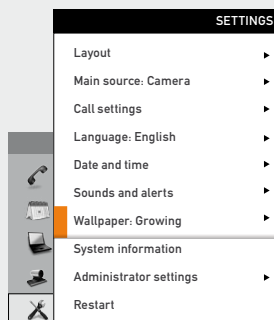 SETTINGS
Layout
Main source: Camera
Call settings
Language: English
Date and time
Sounds and alerts
Wallpaper: Growing
System information
Administrator settings
Restart